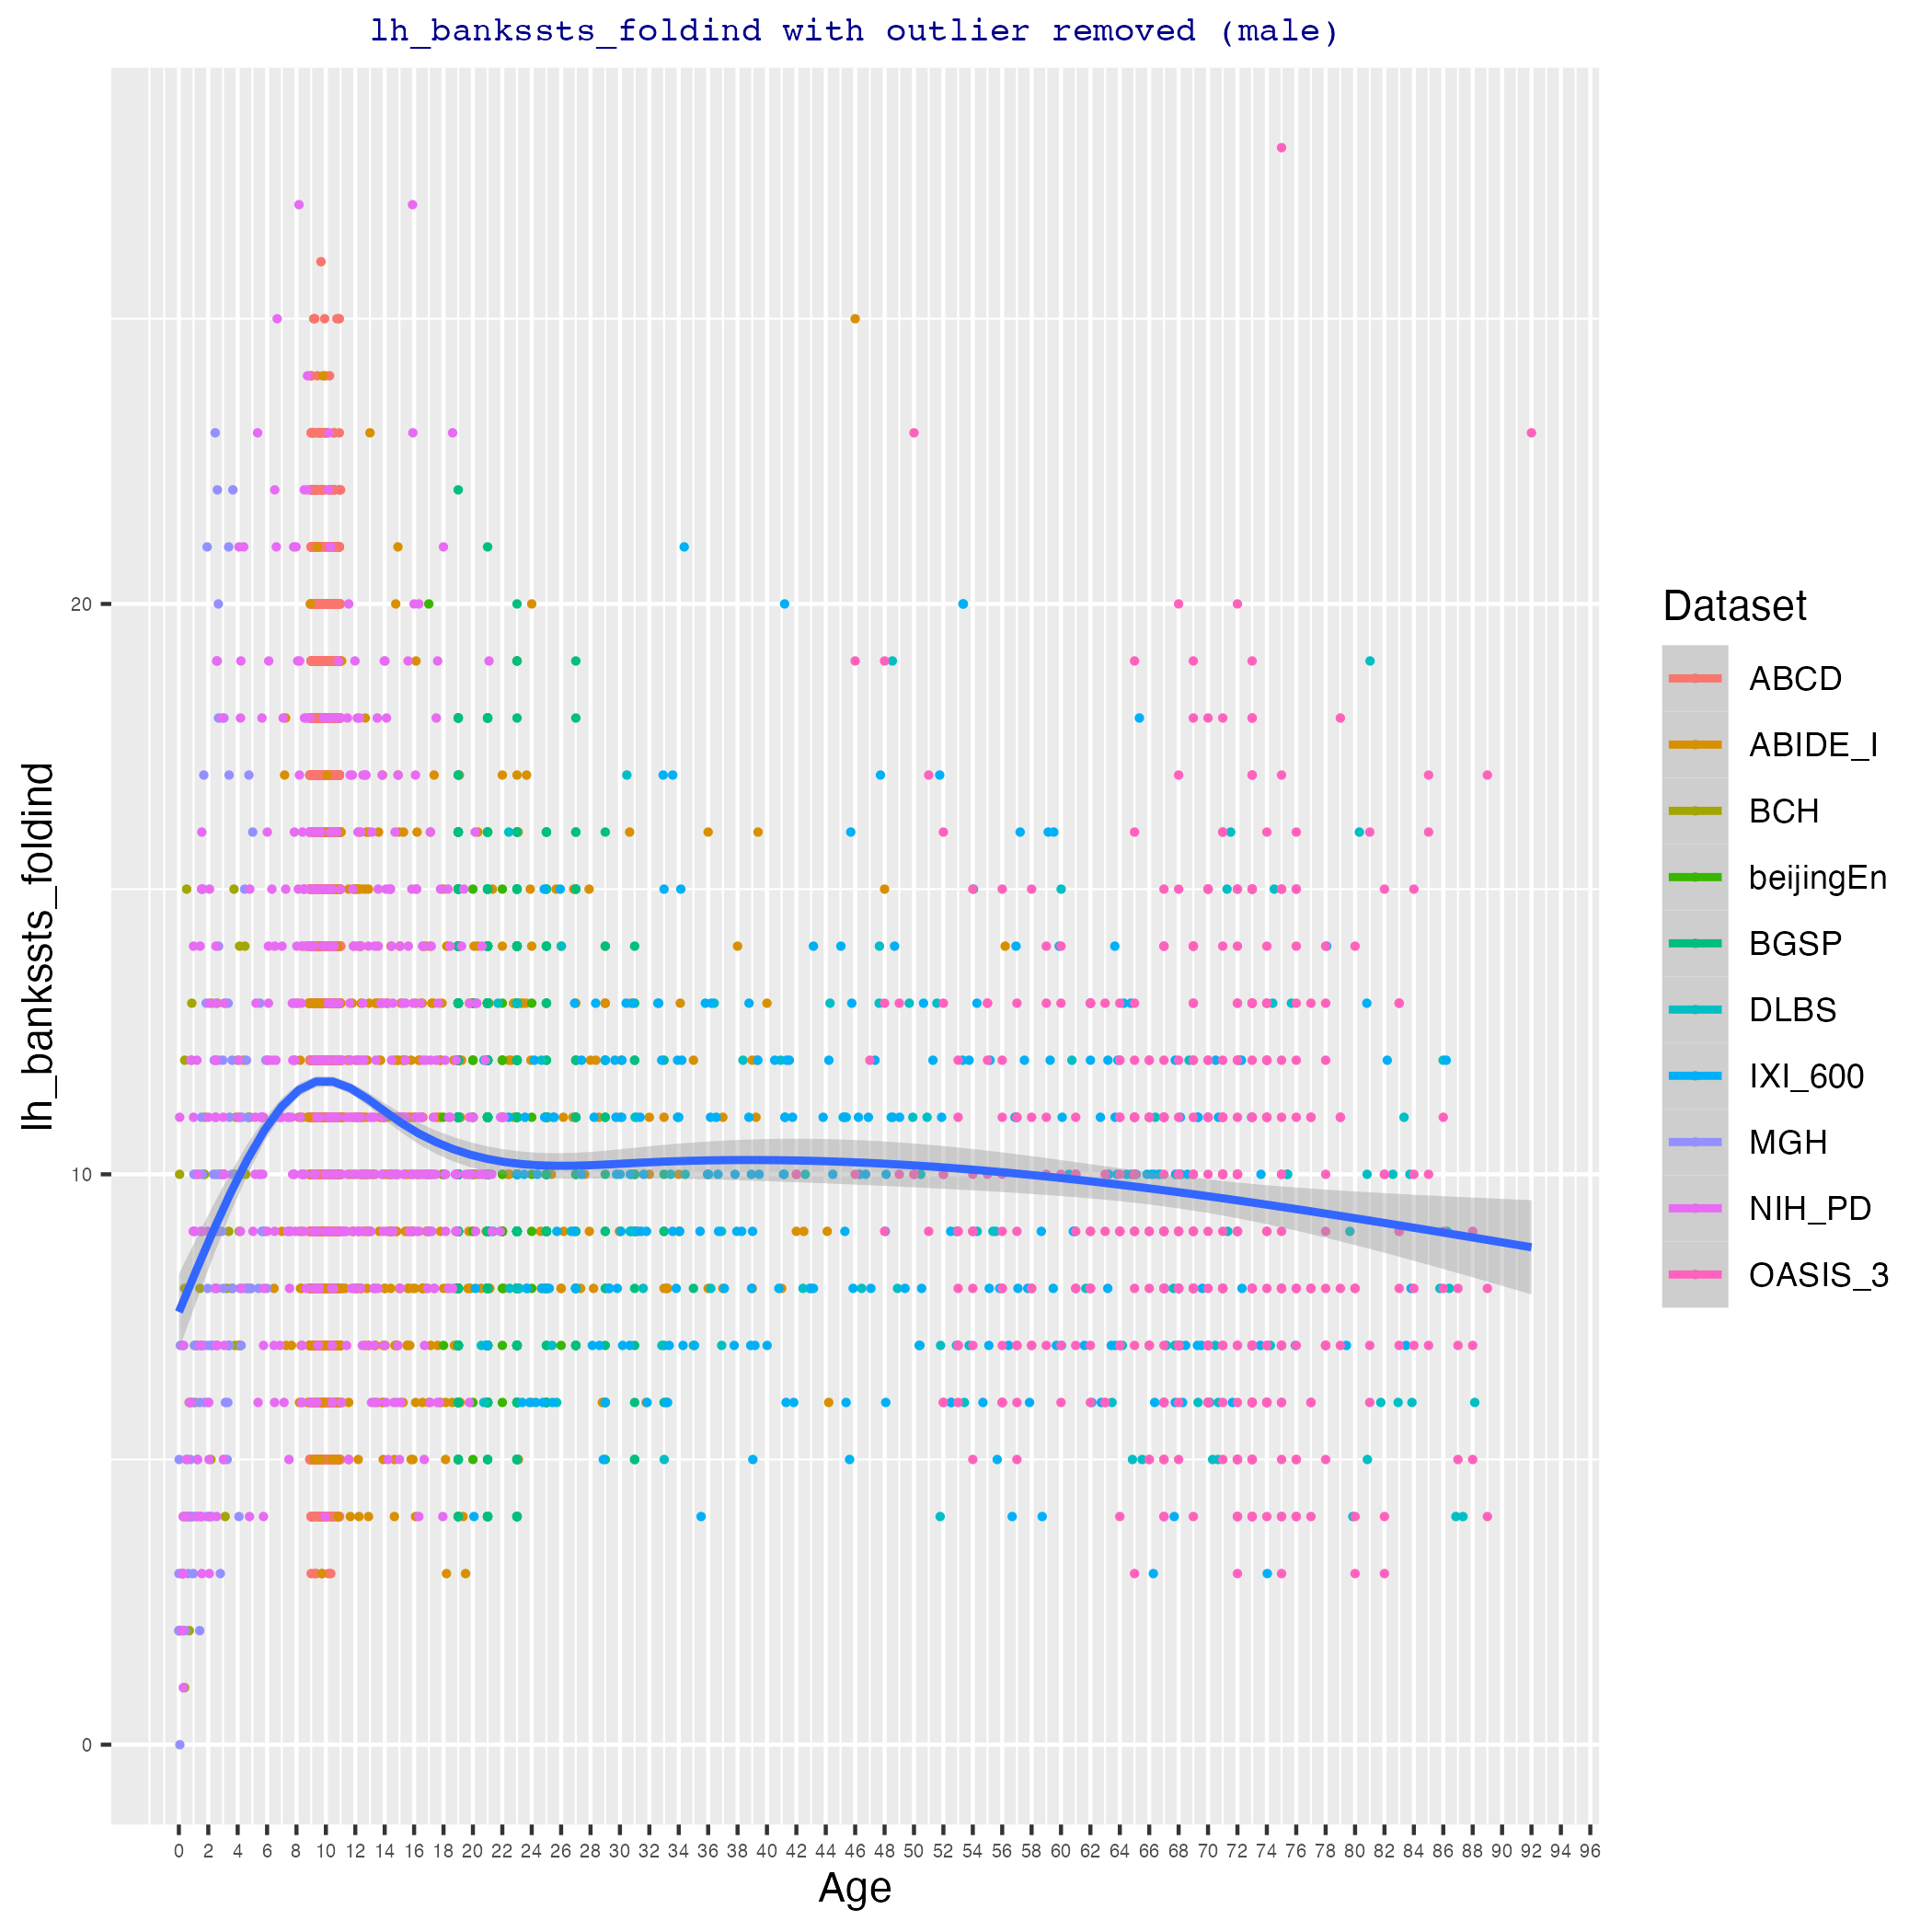 lh_bankssts_foldind with outlier removed (male)
lh_bankssts_foldind
20
10
0
0 2 4 6 8 10 12 14 16 18 20 22 24 26 28 30 32 34 36 38 40 42 44 46 48 50 52 54 56 58 60 62 64 66 68 70 72 74 76 78 80 82 84 86 88 90 92 94 96
Age
Dataset
ABCD
ABIDE_I
BCH
beijingEn
BGSP
DLBS
IXI_600
MGH
NIH_PD
OASIS_3